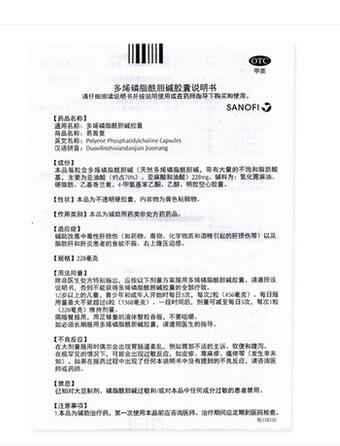 OTC
甲类
多烯磷脂酰胆碱胶囊说明书
请仔细阅读说明书并按说明使用或在药师指导下购买和使用。
SANOFI
【药品名称】
通用名称：多烯磷脂酰胆碱胶囊
商品名称：易善复
英文名称：Polyene Phosphatidylcholine Capsules
汉语拼音：Duoxilinzhixiandanjian Jiaonang
【成份】
本品每粒含多烯磷脂酰胆碱（天然多烯磷脂酰胆碱，带有大量的不饱和脂肪酸
基，主要为亚油酸（约占70%）、亚麻酸和油酸）228mg。辅料为：氢化蓖麻油、
硬脂肪、乙基香兰素、4-甲氧基苯乙酮、乙醇、明胶空心胶囊。
【性状】本品为不透明硬胶囊，内容物为黄色粘稠物。
【作用类别】本品为辅助用药类非处方药药品。
【适应症】
辅助改善中毒性肝损伤（如药物、毒物、化学物质和酒精引起的肝损伤等）以及
脂肪肝和肝炎患者的食欲不振、右上腹压迫感。
【规格】228毫克
【用法用量】
除非医生处方特别指出，应按以下剂量方案服用多烯磷脂酰胆碱胶囊。请遵照该
说明书，否则不能获得多烯磷脂酰胆碱胶囊的全部疗效。
12岁以上的儿童、青少年和成年人开始时每日3次，每次2粒（456毫克）。每日服
用量最大不能超过6粒（1368毫克）。一段时间后，剂量可减至每日3次，每次1粒
（228毫克）维持剂量。
需随餐服用，用足够量的液体整粒吞服，不要咀嚼。
如必须长期服用多烯磷脂酰胆碱胶囊，请遵照医生的指导。
【不良反应】
在大剂量服用时偶尔会出现胃肠道紊乱，例如胃部不适的主诉、软便和腹泻。
在极罕见的情况下，可能会出现过敏反应，如皮疹、荨麻疹、瘙痒等（发生率未
知）。如果在服药过程中出现了任何本说明书中没有提到的不良反应，请咨询医
师或药师。
【禁忌】
已知对大豆制剂、磷脂酰胆碱过敏和/或对本品中任何成分过敏的患者禁用。
【注意事项】
1.本品为辅助治疗药，第一次使用本品前应咨询医师，治疗期间应定期到医院检查。